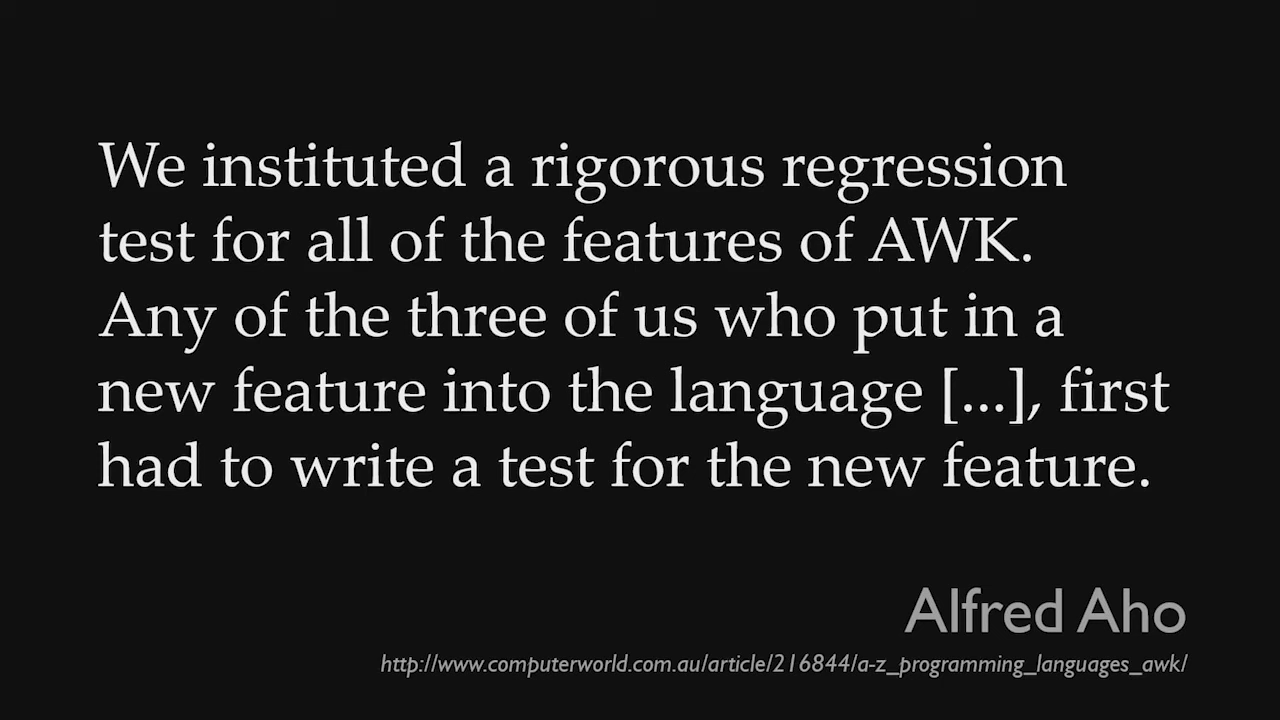 We instituted a rigorous regression
test for all of the features of AWK.
Any of the three of us who put in a
new feature into the language [...], first
had to write a test for the new feature.
Alfred Aho
http://www.computerworld.com.au/article/216844/a-z_programming_languages_awk/